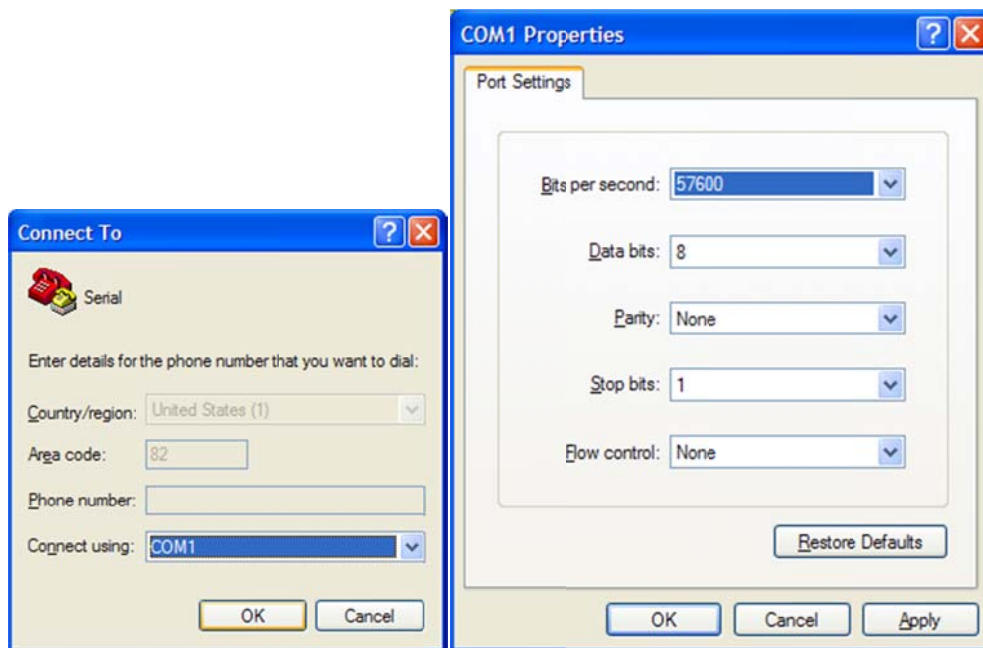 Connect To
Serial
Enter details for the phone number that you want to dial:
Country/region: United States (1)
Area code: 82
Phone number:
Connect using: COM1
OK Cancel
COM1 Properties
Port Settings
Bits per second: 57600
Data bits: 8
Parity: None
Stop bits: 1
Flow control: None
Restore Defaults
OK Cancel Apply